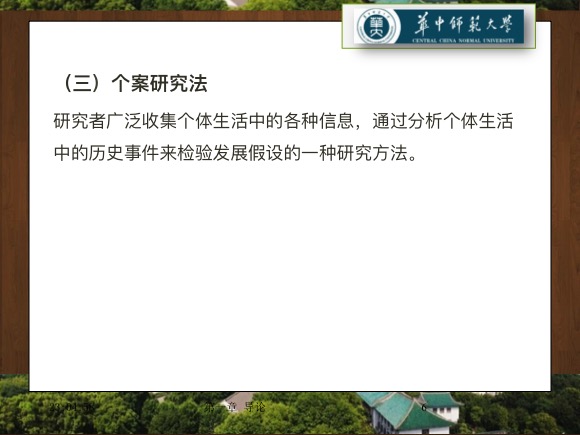 華中師範大學
CENTRAL CHINA NORMAL UNIVERSITY
（三）个案研究法
研究者广泛收集个体生活中的各种信息，通过分析个体生活
中的历史事件来检验发展假设的一种研究方法。
章 导论
6